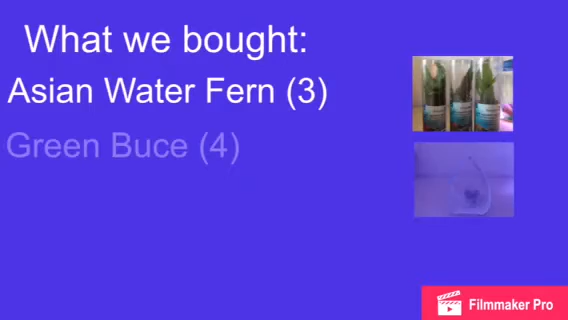 What we bought:
Asian Water Fern (3)
Green Buce (4)
Filmmaker Pro